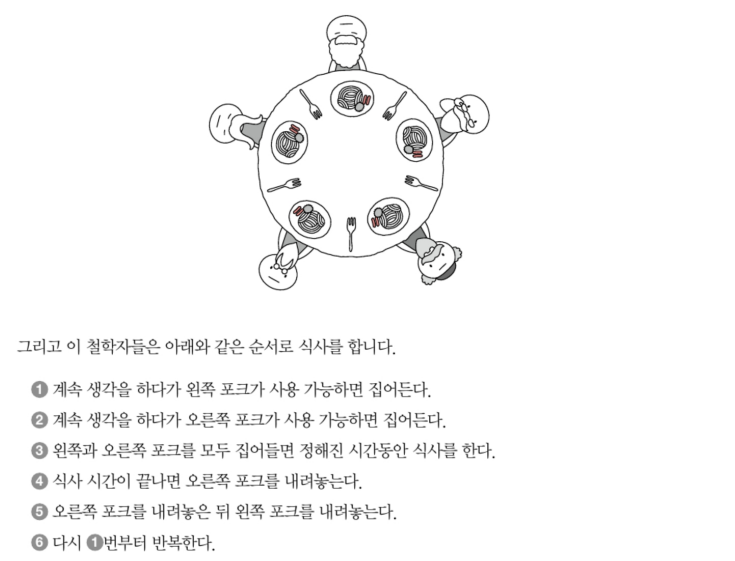 그리고 이 철학자들은 아래와 같은 순서로 식사를 합니다.
❶ 계속 생각을 하다가 왼쪽 포크가 사용 가능하면 집어든다.
❷ 계속 생각을 하다가 오른쪽 포크가 사용 가능하면 집어든다.
❸ 왼쪽과 오른쪽 포크를 모두 집어들면 정해진 시간동안 식사를 한다.
❹ 식사 시간이 끝나면 오른쪽 포크를 내려놓는다.
❺ 오른쪽 포크를 내려놓은 뒤 왼쪽 포크를 내려놓는다.
❻ 다시 ❶번부터 반복한다.